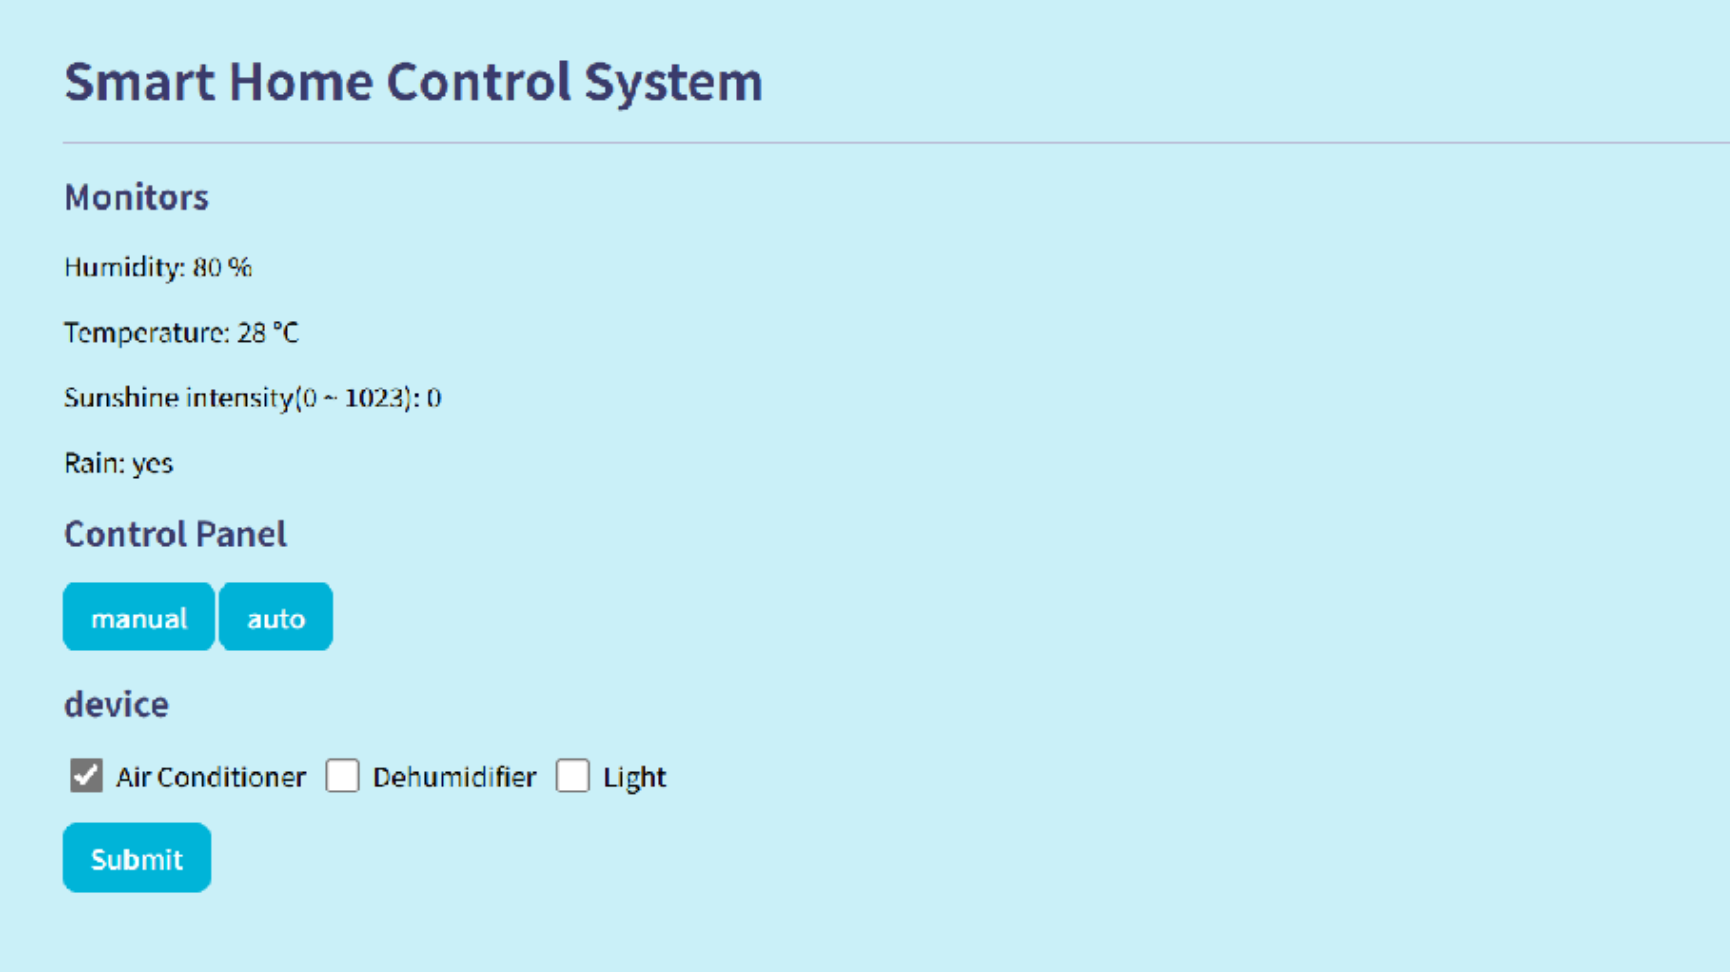 Smart Home Control System
Monitors
Humidity: 80 %
Temperature: 28 °C
Sunshine intensity(0 ~ 1023): 0
Rain: yes
Control Panel
manual auto
device
Air Conditioner Dehumidifier Light
Submit